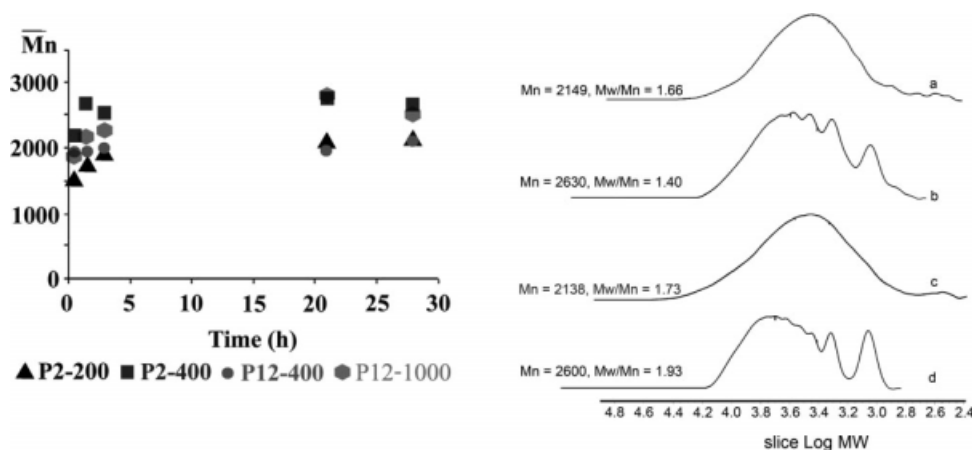 Mn
3000
2000
1000
0
0 5 10 15 20 25 30
Time (h)
P2-200 P2-400 P12-400 P12-1000
Mn = 2149, Mw/Mn = 1.66
a
Mn = 2630, Mw/Mn = 1.40
b
Mn = 2138, Mw/Mn = 1.73
c
Mn = 2600, Mw/Mn = 1.93
d
4.8 4.6 4.4 4.2 4.0 3.8 3.6 3.4 3.2 3.0 2.8 2.6 2.4
slice Log MW